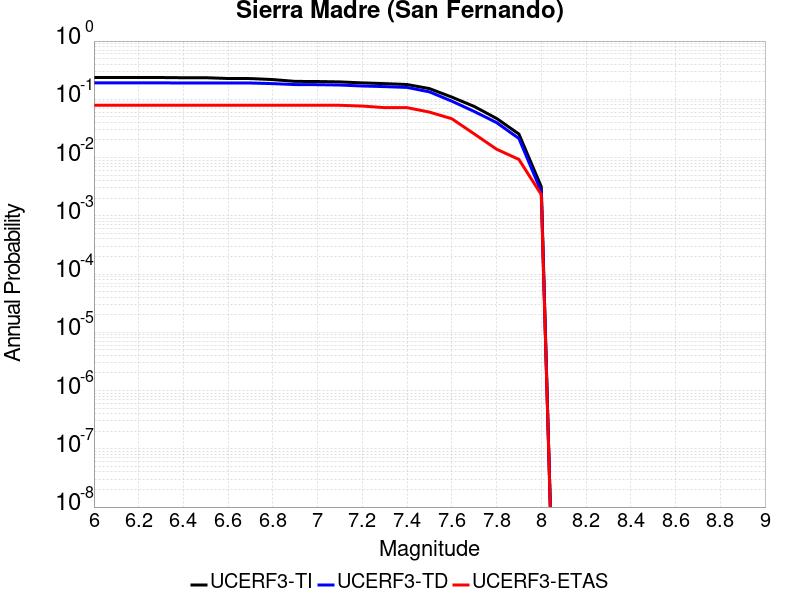 Sierra Madre (San Fernando)
10^0
10^-1
10^-2
10^-3
10^-4
10^-5
10^-6
10^-7
10^-8
Annual Probability
6 6.2 6.4 6.6 6.8 7 7.2 7.4 7.6 7.8 8 8.2 8.4 8.6 8.8 9
Magnitude
UCERF3-TI UCERF3-TD UCERF3-ETAS